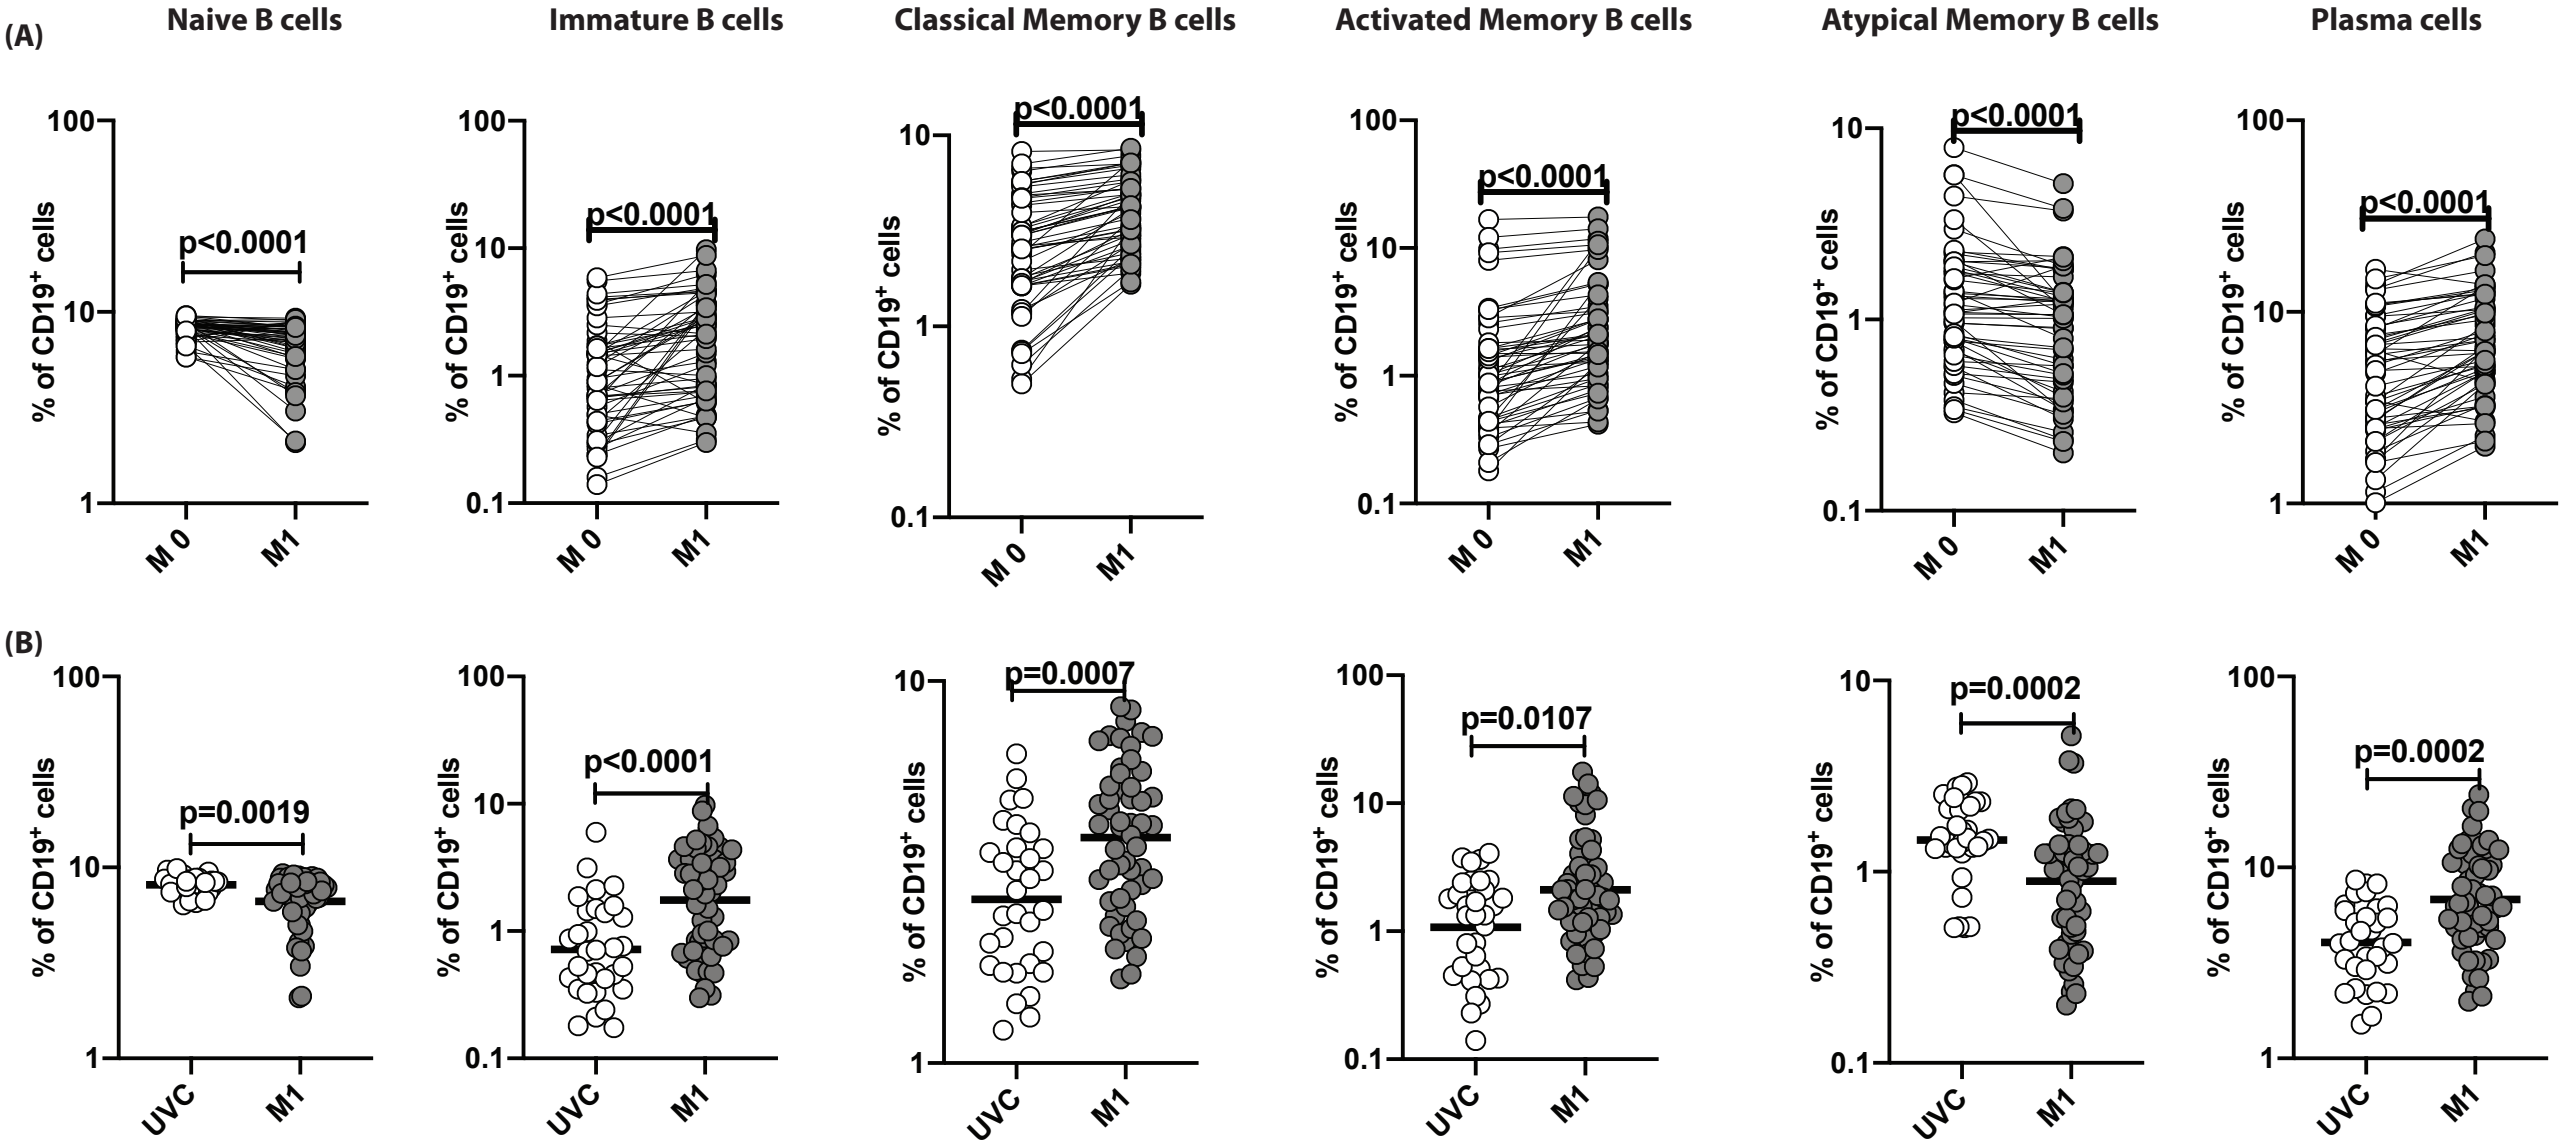 (A)
Naive B cells
Immature B cells
Classical Memory B cells
Activated Memory B cells
Atypical Memory B cells
Plasma cells
% of CD19+ cells
100
10
1
p<0.0001
M 0
M1
% of CD19+ cells
100
10
1
0.1
p<0.0001
M 0
M1
% of CD19+ cells
10
1
0.1
p<0.0001
M 0
M1
% of CD19+ cells
100
10
1
0.1
p<0.0001
M 0
M1
% of CD19+ cells
10
1
0.1
p<0.0001
M 0
M1
% of CD19+ cells
100
10
1
p<0.0001
M 0
M1
(B)
% of CD19+ cells
100
10
1
p=0.0019
UVC
M1
% of CD19+ cells
100
10
1
0.1
p<0.0001
UVC
M1
% of CD19+ cells
10
1
p=0.0007
UVC
M1
% of CD19+ cells
100
10
1
0.1
p=0.0107
UVC
M1
% of CD19+ cells
10
1
0.1
p=0.0002
UVC
M1
% of CD19+ cells
100
10
1
p=0.0002
UVC
M1